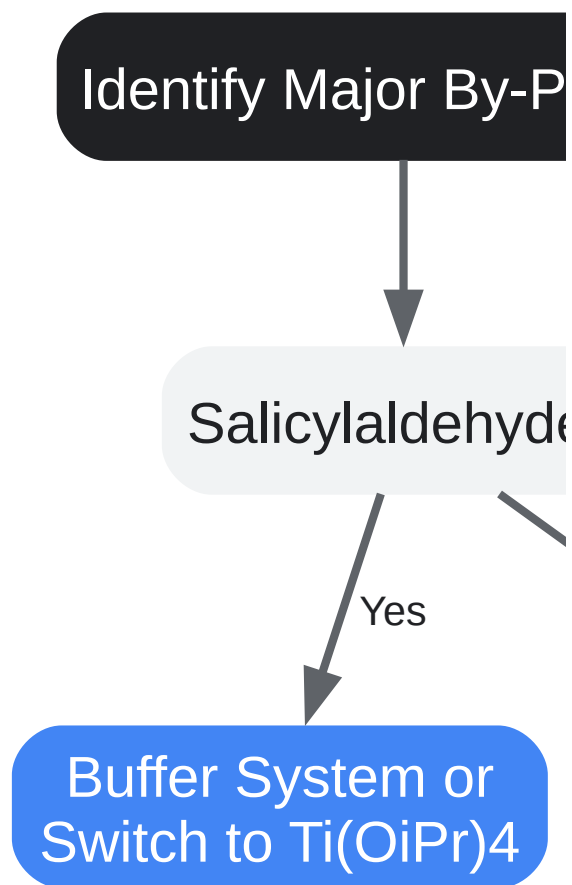 Identify Major By-P
Salicylaldehyde
Yes
Buffer System or
Switch to Ti(OiPr)4